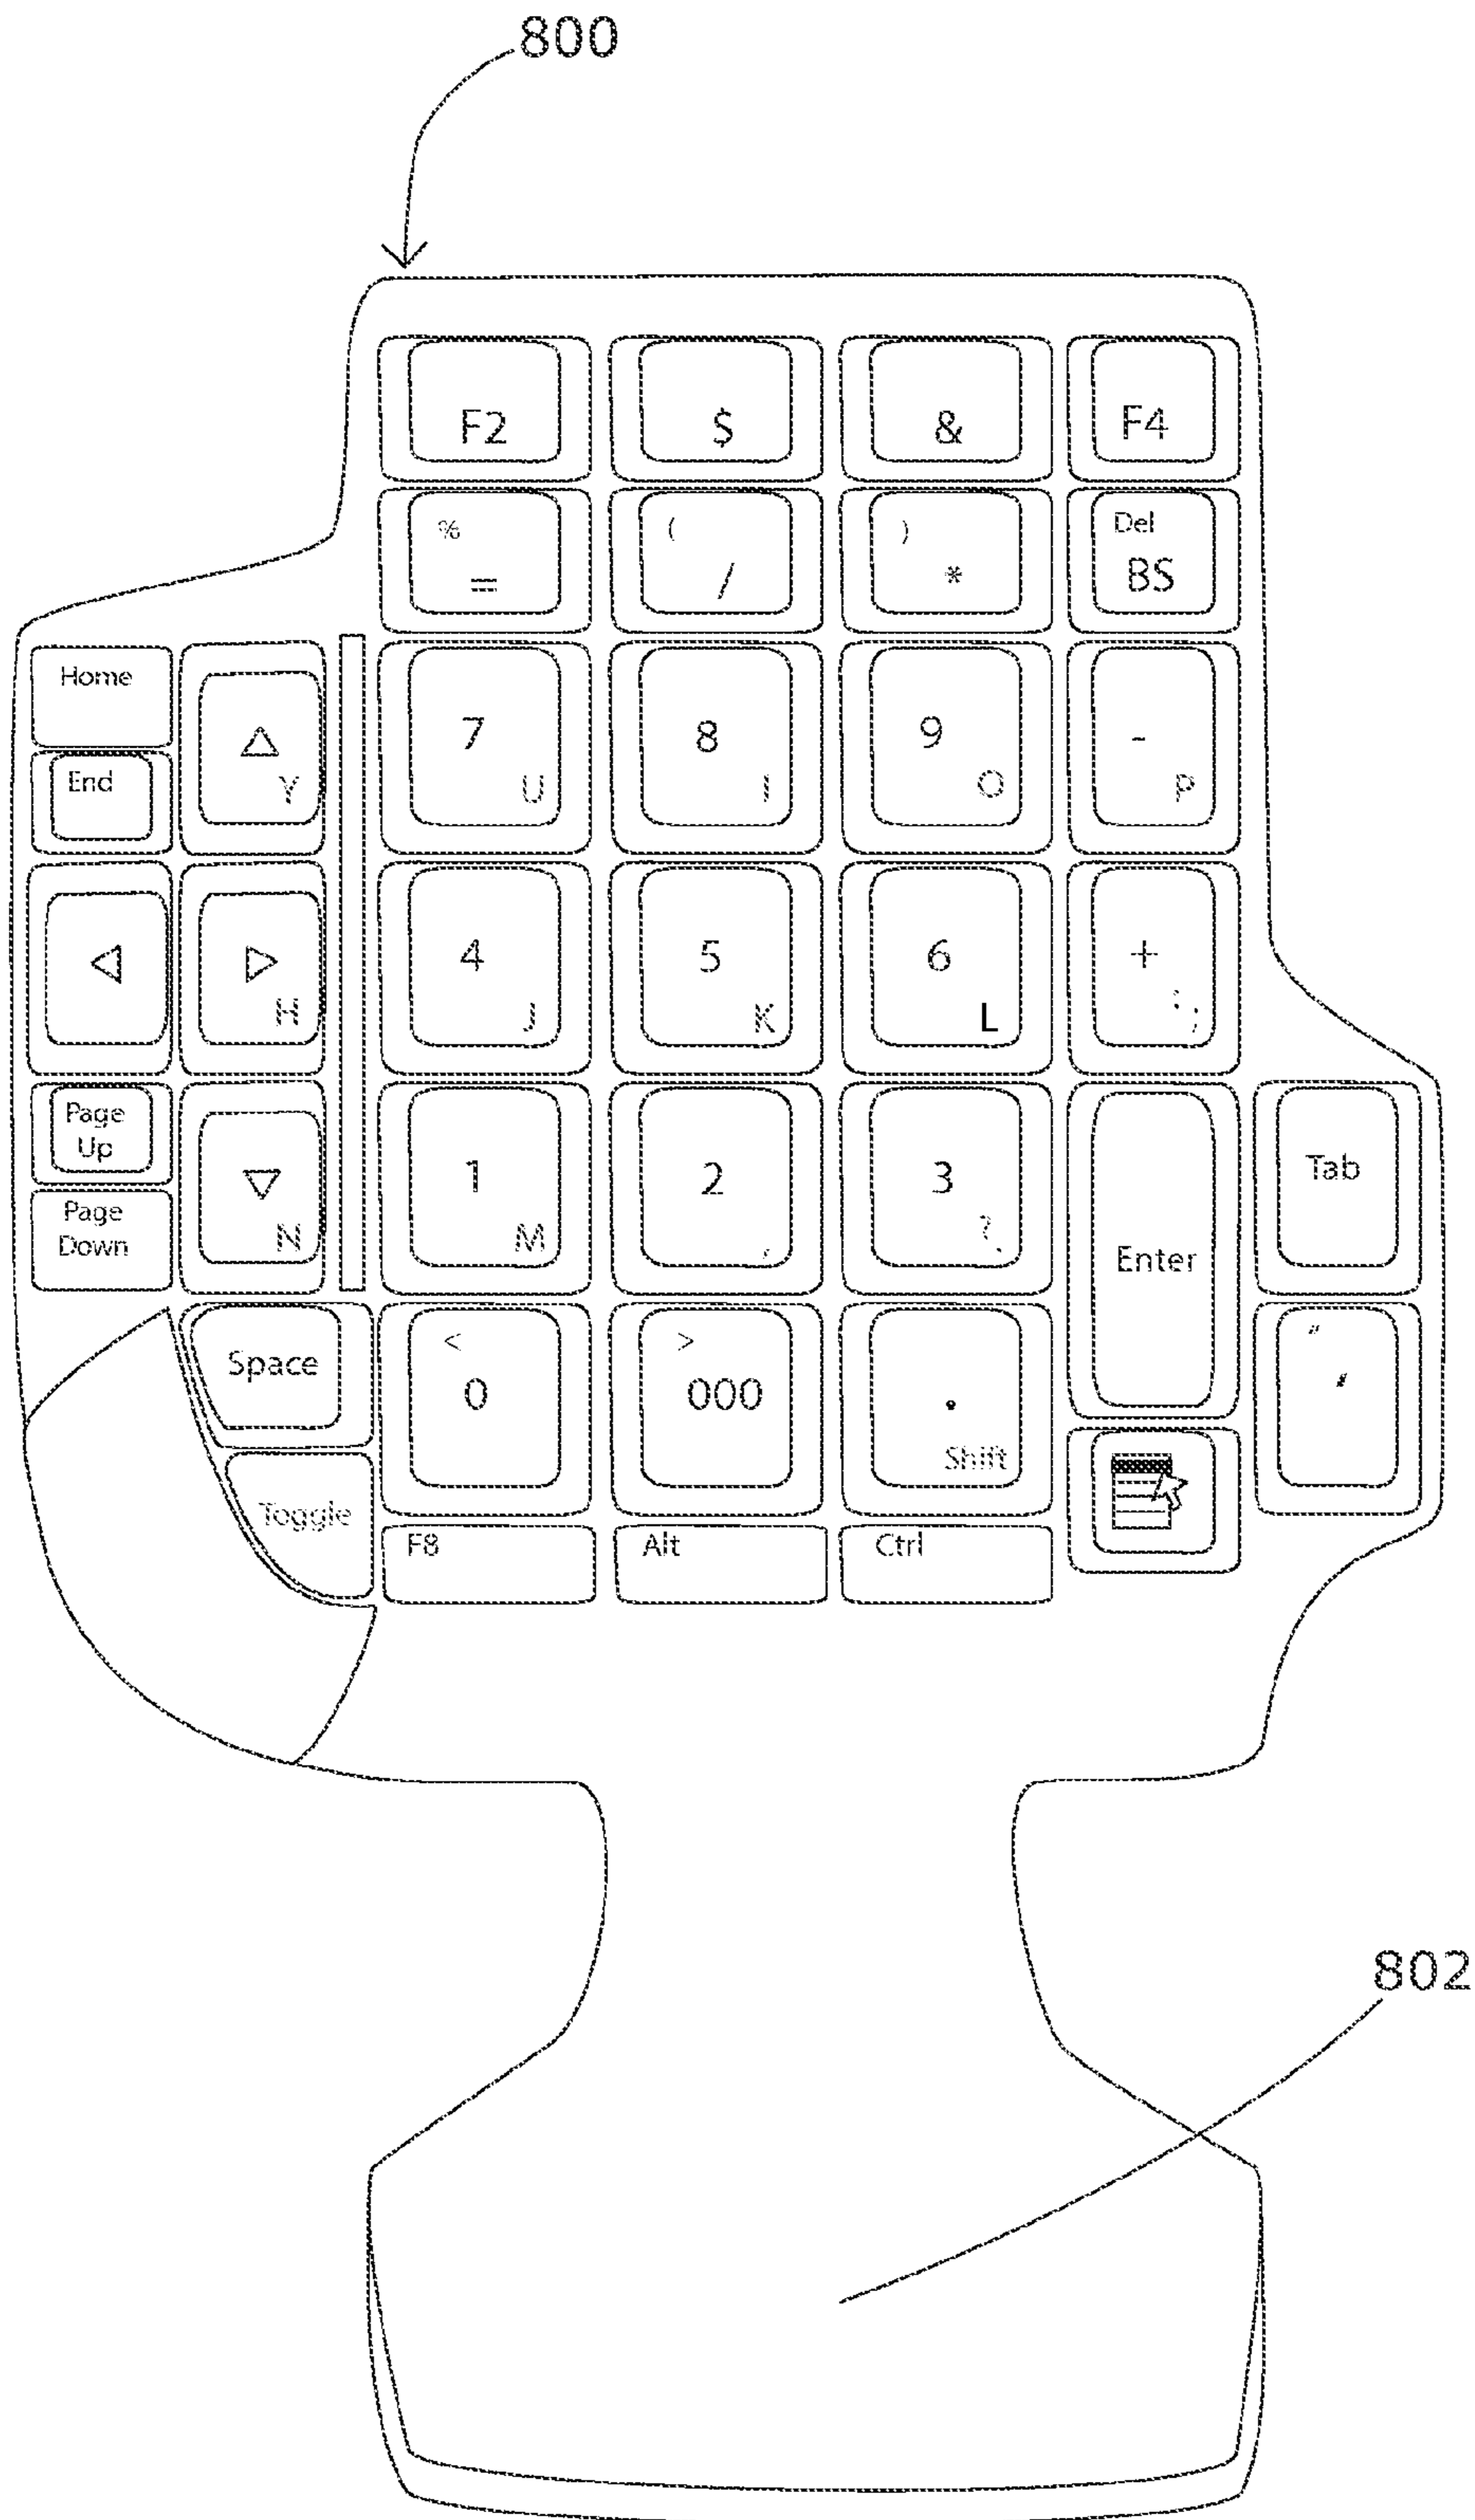 800
F2 $ & F4
% ( ) Del
= / * BS
Home
7 8 9 -
End
Y U I O P
4 5 6 +
H J K L : ;
Page
Up
1 2 3 Tab
Page
Down
N M , ? .
Enter
< >
Space 0 000 . " '
Shift
Toggle
F8 Alt Ctrl
802